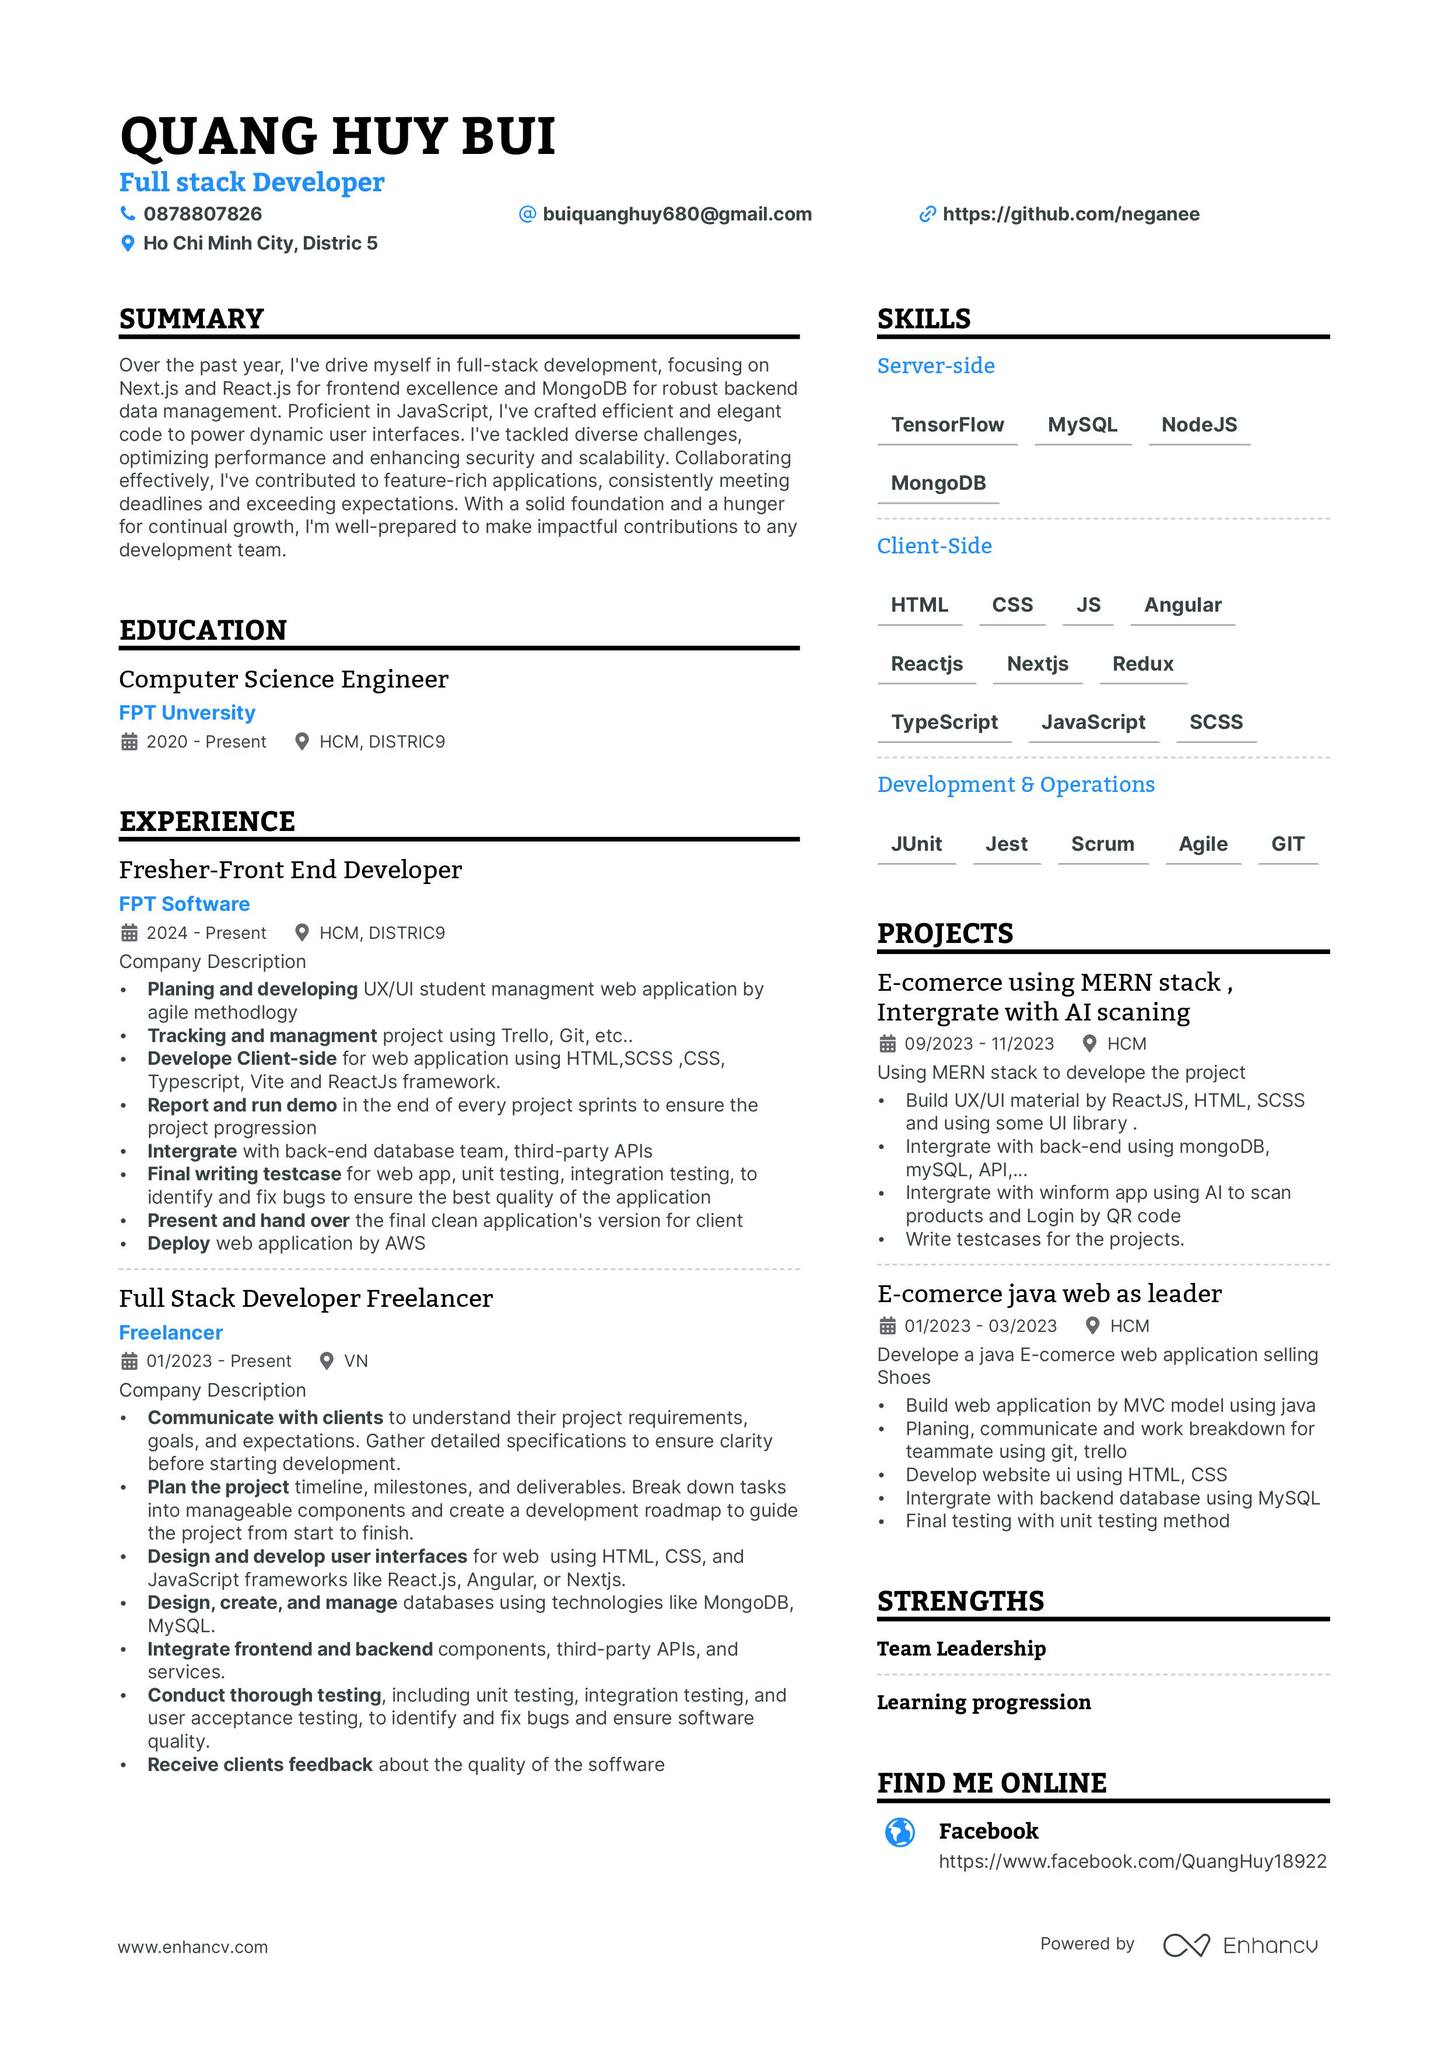 QUANG HUY BUI
Full stack Developer
0878807826
buiquanghuy680@gmail.com
https://github.com/neganee
Ho Chi Minh City, Distric 5
SUMMARY
Over the past year, I've drive myself in full-stack development, focusing on
Next.js and React.js for frontend excellence and MongoDB for robust backend
data management. Proficient in JavaScript, I've crafted efficient and elegant
code to power dynamic user interfaces. I've tackled diverse challenges,
optimizing performance and enhancing security and scalability. Collaborating
effectively, I've contributed to feature-rich applications, consistently meeting
deadlines and exceeding expectations. With a solid foundation and a hunger
for continual growth, I'm well-prepared to make impactful contributions to any
development team.
EDUCATION
Computer Science Engineer
FPT Unversity
2020 - Present HCM, DISTRIC9
EXPERIENCE
Fresher-Front End Developer
FPT Software
2024 - Present HCM, DISTRIC9
Company Description
• Planing and developing UX/UI student managment web application by
agile methodlogy
• Tracking and managment project using Trello, Git, etc..
• Develope Client-side for web application using HTML,SCSS ,CSS,
Typescript, Vite and ReactJs framework.
• Report and run demo in the end of every project sprints to ensure the
project progression
• Intergrate with back-end database team, third-party APIs
• Final writing testcase for web app, unit testing, integration testing, to
identify and fix bugs to ensure the best quality of the application
• Present and hand over the final clean application's version for client
• Deploy web application by AWS
Full Stack Developer Freelancer
Freelancer
01/2023 - Present VN
Company Description
• Communicate with clients to understand their project requirements,
goals, and expectations. Gather detailed specifications to ensure clarity
before starting development.
• Plan the project timeline, milestones, and deliverables. Break down tasks
into manageable components and create a development roadmap to guide
the project from start to finish.
• Design and develop user interfaces for web  using HTML, CSS, and
JavaScript frameworks like React.js, Angular, or Nextjs.
• Design, create, and manage databases using technologies like MongoDB,
MySQL.
• Integrate frontend and backend components, third-party APIs, and
services.
• Conduct thorough testing, including unit testing, integration testing, and
user acceptance testing, to identify and fix bugs and ensure software
quality.
• Receive clients feedback about the quality of the soffware
SKILLS
Server-side
TensorFlow MySQL NodeJS
MongoDB
Client-Side
HTML CSS JS Angular
Reactjs Nextjs Redux
TypeScript JavaScript SCSS
Development & Operations
JUnit Jest Scrum Agile GIT
PROJECTS
E-comerce using MERN stack ,
Intergrate with AI scaning
09/2023 - 11/2023 HCM
Using MERN stack to develope the project
• Build UX/UI material by ReactJS, HTML, SCSS
and using some UI library .
• Intergrate with back-end using mongoDB,
mySQL, API,...
• Intergrate with winform app using AI to scan
products and Login by QR code
• Write testcases for the projects.
E-comerce java web as leader
01/2023 - 03/2023 HCM
Develope a java E-comerce web application selling
Shoes
• Build web application by MVC model using java
• Planing, communicate and work breakdown for
teammate using git, trello
• Develop website ui using HTML, CSS
• Intergrate with backend database using MySQL
• Final testing with unit testing method
STRENGTHS
Team Leadership
Learning progression
FIND ME ONLINE
Facebook
https://www.facebook.com/QuangHuy18922
www.enhancv.com
Powered by Enhancv